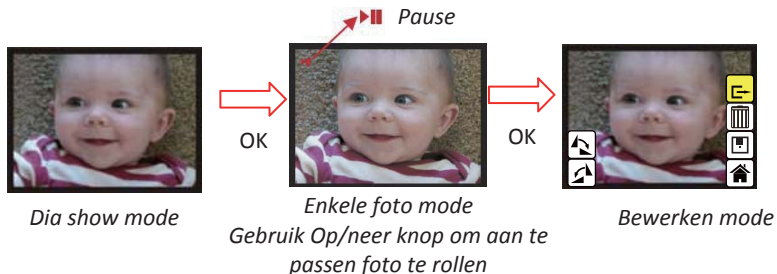 Pause
OK
OK
Dia show mode
Enkele foto mode
Gebruik Op/neer knop om aan te
passen foto te rollen
Bewerken mode